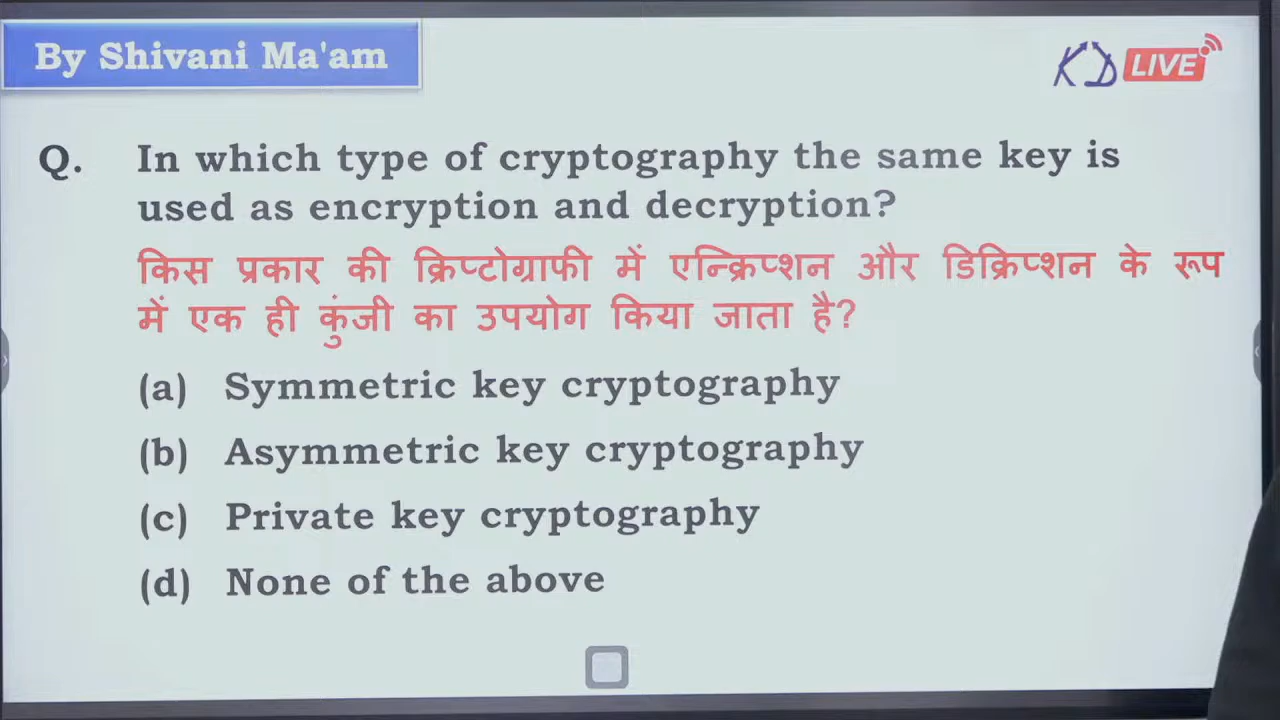 By Shivani Ma'am
KD LIVE
Q. In which type of cryptography the same key is
used as encryption and decryption?
किस प्रकार की क्रिप्टोग्राफी में एन्क्रिप्शन और डिक्रिप्शन के रूप
में एक ही कुंजी का उपयोग किया जाता है?
(a) Symmetric key cryptography
(b) Asymmetric key cryptography
(c) Private key cryptography
(d) None of the above